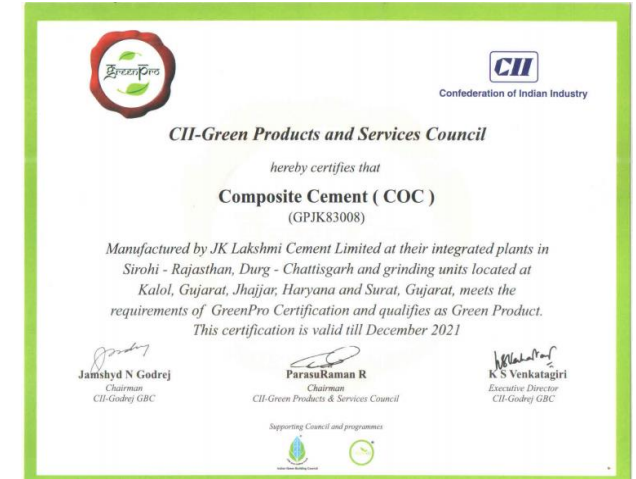 GreenPro
CII
Confederation of Indian Industry
CII-Green Products and Services Council
hereby certifies that
Composite Cement ( COC )
(GPJK83008)
Manufactured by JK Lakshmi Cement Limited at their integrated plants in
Sirohi - Rajasthan, Durg - Chattisgarh and grinding units located at
Kalol, Gujarat, Jhajjar, Haryana and Surat, Gujarat, meets the
requirements of GreenPro Certification and qualifies as Green Product.
This certification is valid till December 2021
Jamshyd N Godrej
Chairman
CII-Godrej GBC
ParasuRaman R
Chairman
CII-Green Products & Services Council
K S Venkatagiri
Executive Director
CII-Godrej GBC
Supporting Council and programmes
Indian Green Building Council